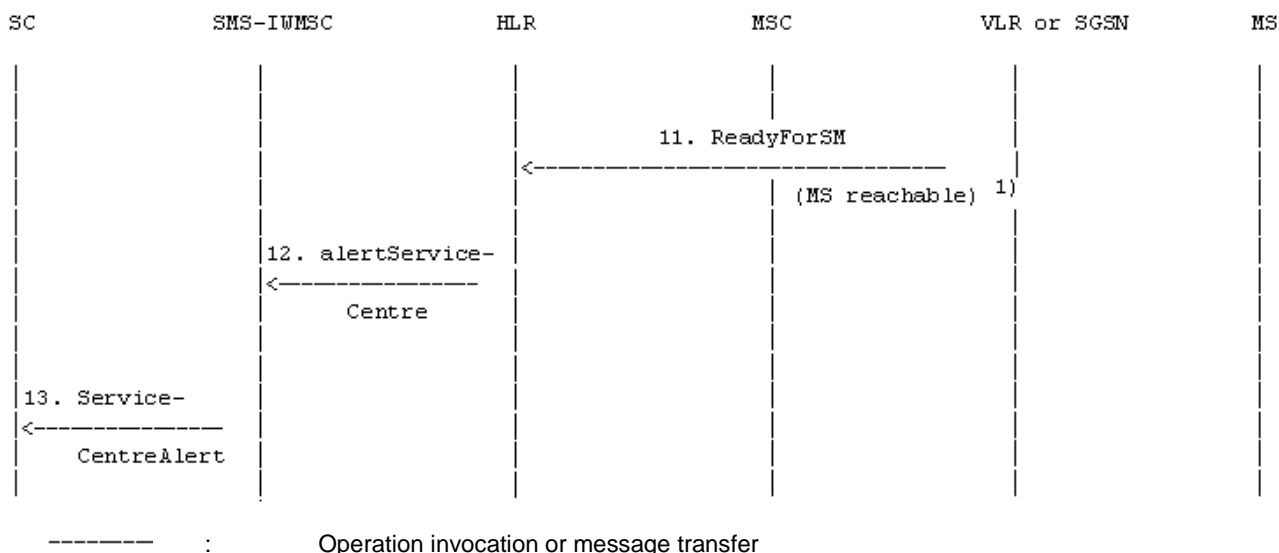 SC SMS-IWMSC HLR MSC VLR or SGSN MS
11. ReadyForSM
(MS reachable) 1)
12. alertService-
Centre
13. Service-
CentreAlert
: Operation invocation or message transfer